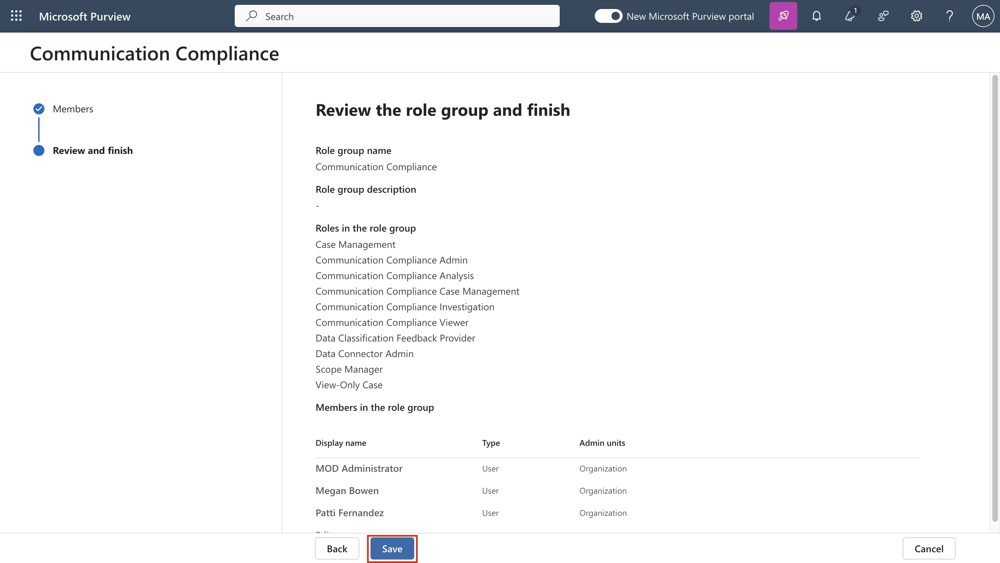 Microsoft Purview
Search
New Microsoft Purview portal
1
MA
Communication Compliance
Members
Review and finish
Review the role group and finish
Role group name
Communication Compliance
Role group description
-
Roles in the role group
Case Management
Communication Compliance Admin
Communication Compliance Analysis
Communication Compliance Case Management
Communication Compliance Investigation
Communication Compliance Viewer
Data Classification Feedback Provider
Data Connector Admin
Scope Manager
View-Only Case
Members in the role group
Display name Type Admin units
MOD Administrator User Organization
Megan Bowen User Organization
Patti Fernandez User Organization
Back Save Cancel